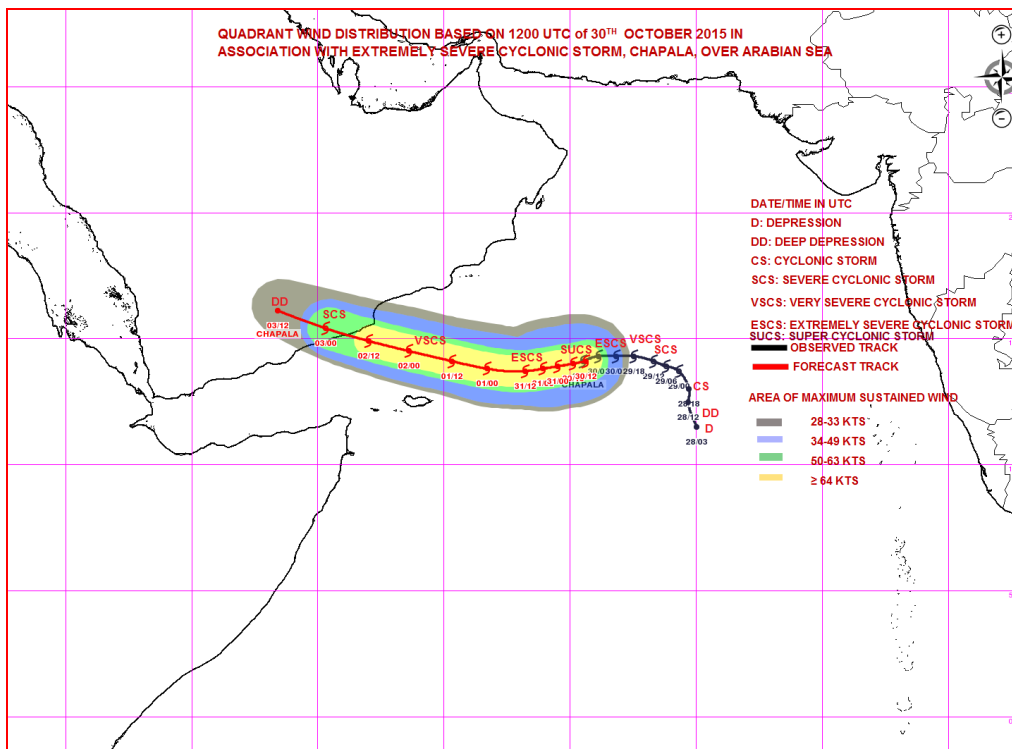 QUADRANT WIND DISTRIBUTION BASED ON 1200 UTC of 30TH OCTOBER 2015 IN
ASSOCIATION WITH EXTREMELY SEVERE CYCLONIC STORM, CHAPALA, OVER ARABIAN SEA
DATE/TIME IN UTC
D: DEPRESSION
DD: DEEP DEPRESSION
CS: CYCLONIC STORM
SCS: SEVERE CYCLONIC STORM
VSCS: VERY SEVERE CYCLONIC STORM
ESCS: EXTREMELY SEVERE CYCLONIC STORM
SUCS: SUPER CYCLONIC STORM
OBSERVED TRACK
FORECAST TRACK
AREA OF MAXIMUM SUSTAINED WIND
28-33 KTS
34-49 KTS
50-63 KTS
≥ 64 KTS
DD
03/12
CHAPALA
SCS
03/00
02/12
VSCS
02/00
01/12
01/00
ESCS
31/12
31/00
SUCS
30/12
CHAPALA
ESCS
VSCS
29/18
SCS
29/12
29/06
CS
28/18
28/12
DD
D
28/03